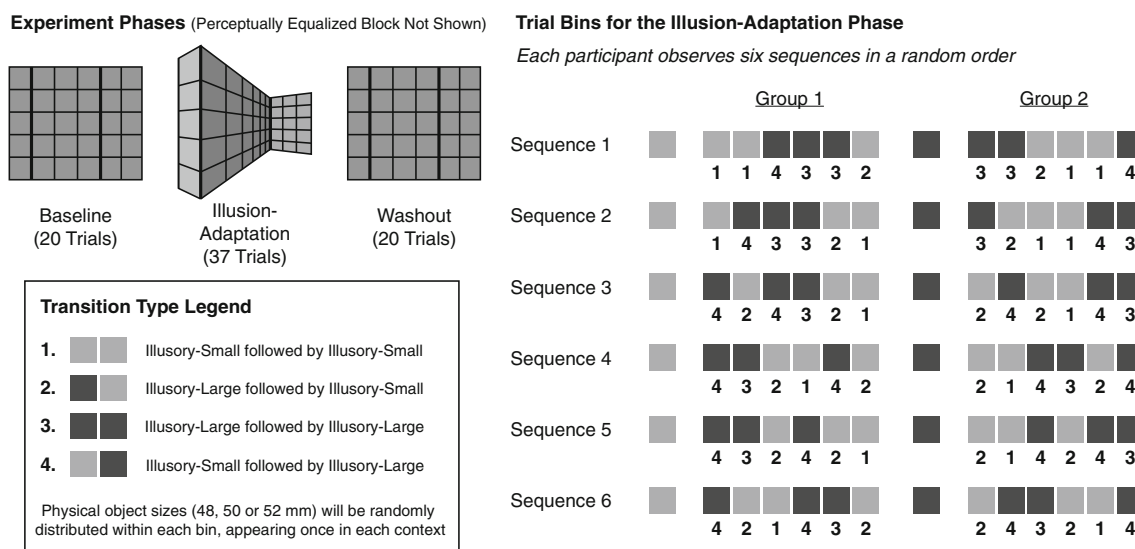 Experiment Phases (Perceptually Equalized Block Not Shown)
Baseline
(20 Trials)
Illusion-
Adaptation
(37 Trials)
Washout
(20 Trials)
Transition Type Legend
1. Illusory-Small followed by Illusory-Small
2. Illusory-Large followed by Illusory-Small
3. Illusory-Large followed by Illusory-Large
4. Illusory-Small followed by Illusory-Large
Physical object sizes (48, 50 or 52 mm) will be randomly
distributed within each bin, appearing once in each context
Trial Bins for the Illusion-Adaptation Phase
Each participant observes six sequences in a random order
Group 1 Group 2
Sequence 1
1 1 4 3 3 2 3 3 2 1 1 4
Sequence 2
1 4 3 3 2 1 3 2 1 1 4 3
Sequence 3
4 2 4 3 2 1 2 4 2 1 4 3
Sequence 4
4 3 2 1 4 2 2 1 4 3 2 4
Sequence 5
4 3 2 4 2 1 2 1 4 2 4 3
Sequence 6
4 2 1 4 3 2 2 4 3 2 1 4